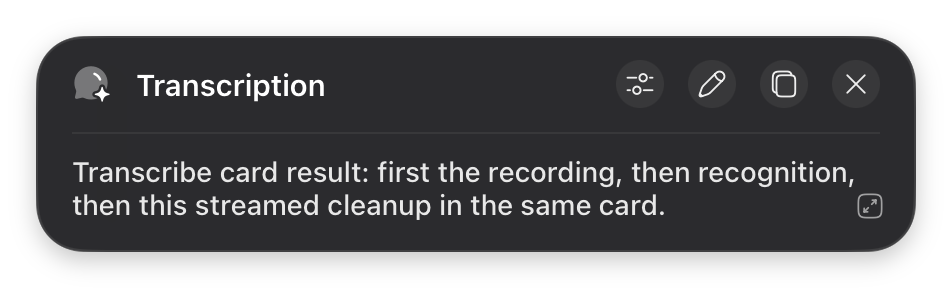 Transcription
Transcribe card result: first the recording, then recognition,
then this streamed cleanup in the same card.